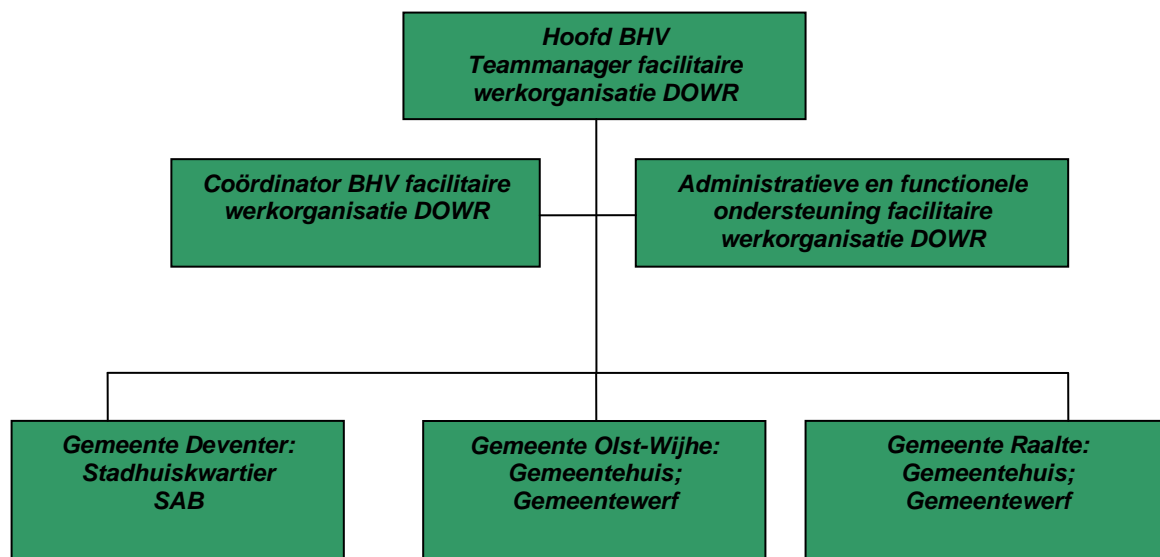 Hoofd BHV
Teammanager facilitaire
werkorganisatie DOWR
Coördinator BHV facilitaire
werkorganisatie DOWR
Administratieve en functionele
ondersteuning facilitaire
werkorganisatie DOWR
Gemeente Deventer:
Stadhuiskwartier
SAB
Gemeente Olst-Wijhe:
Gemeentehuis;
Gemeentewerf
Gemeente Raalte:
Gemeentehuis;
Gemeentewerf